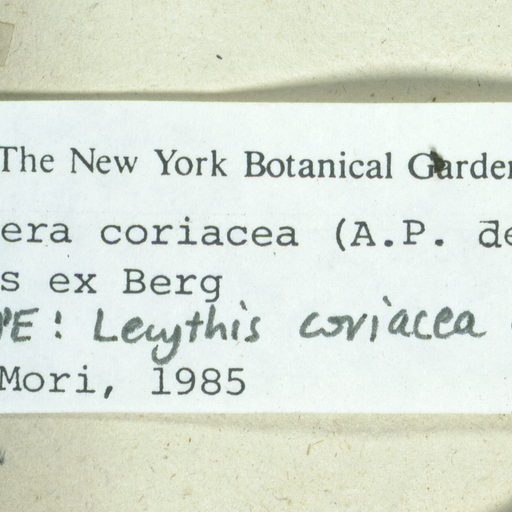 The New York Botanical Garden
era coriacea (A.P. de
s ex Berg
PE: Lecythis coriacea
Mori, 1985